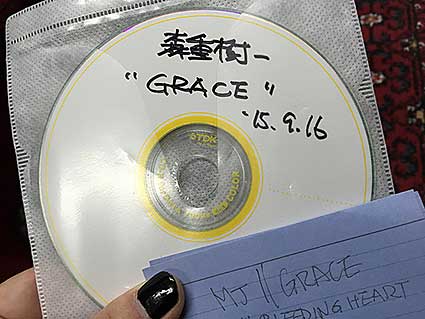 森重樹一
"GRACE"
'15.9.16
TDK
MJ // GRACE
BLEEDING HEART